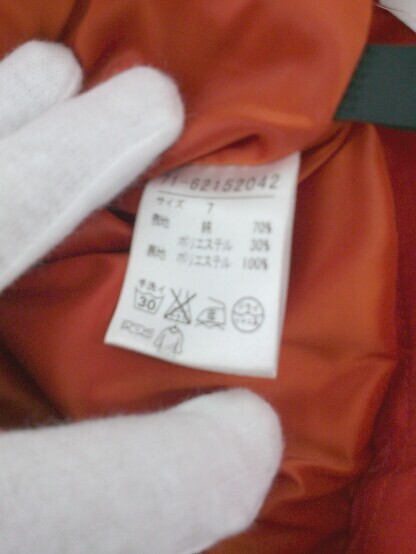 71-62152042
サイズ 7
表地 綿 70%
ポリエステル 30%
裏地 ポリエステル 100%
手洗イ
30